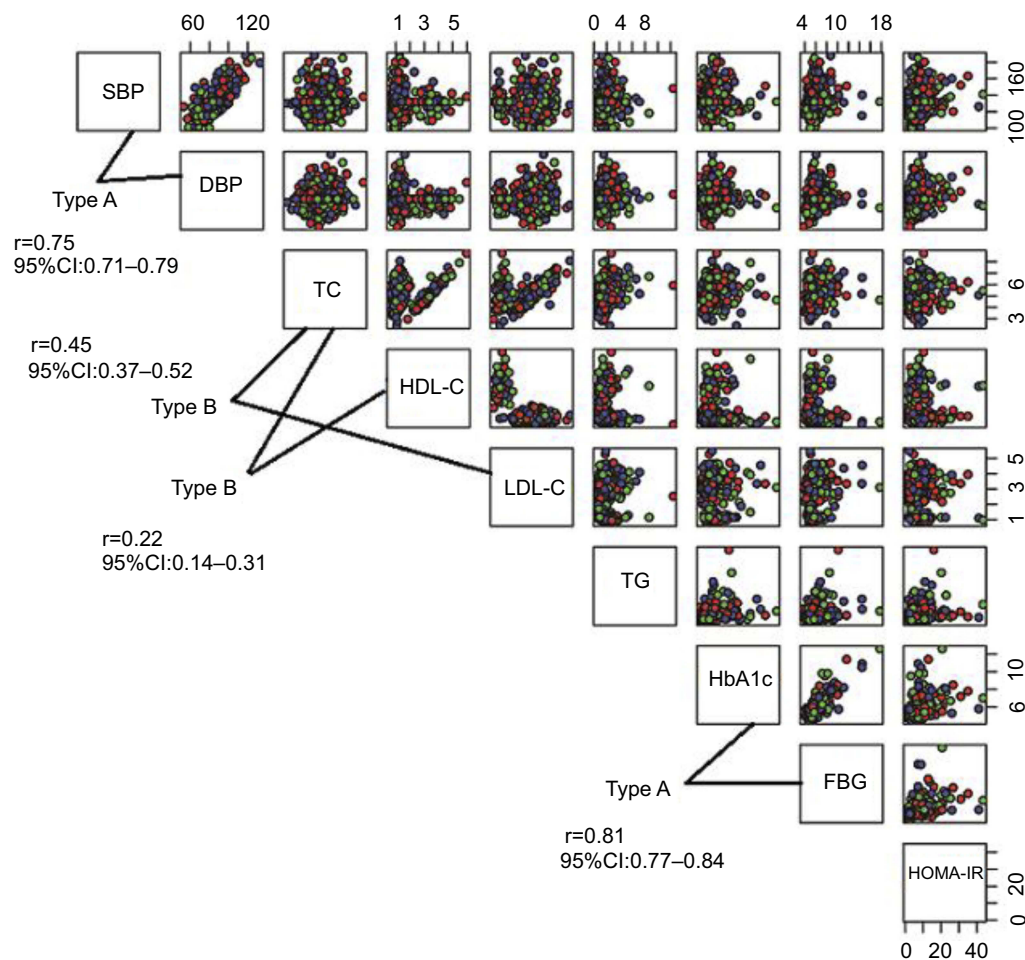 60 120
1 3 5
0 4 8
4 10 18
SBP
100 160
DBP
Type A
r=0.75
95%CI:0.71–0.79
TC
3 6
r=0.45
95%CI:0.37–0.52
HDL-C
Type B
LDL-C
1 3 5
Type B
r=0.22
95%CI:0.14–0.31
TG
HbA1c
6 10
FBG
Type A
r=0.81
95%CI:0.77–0.84
HOMA-IR
0 20
0 20 40